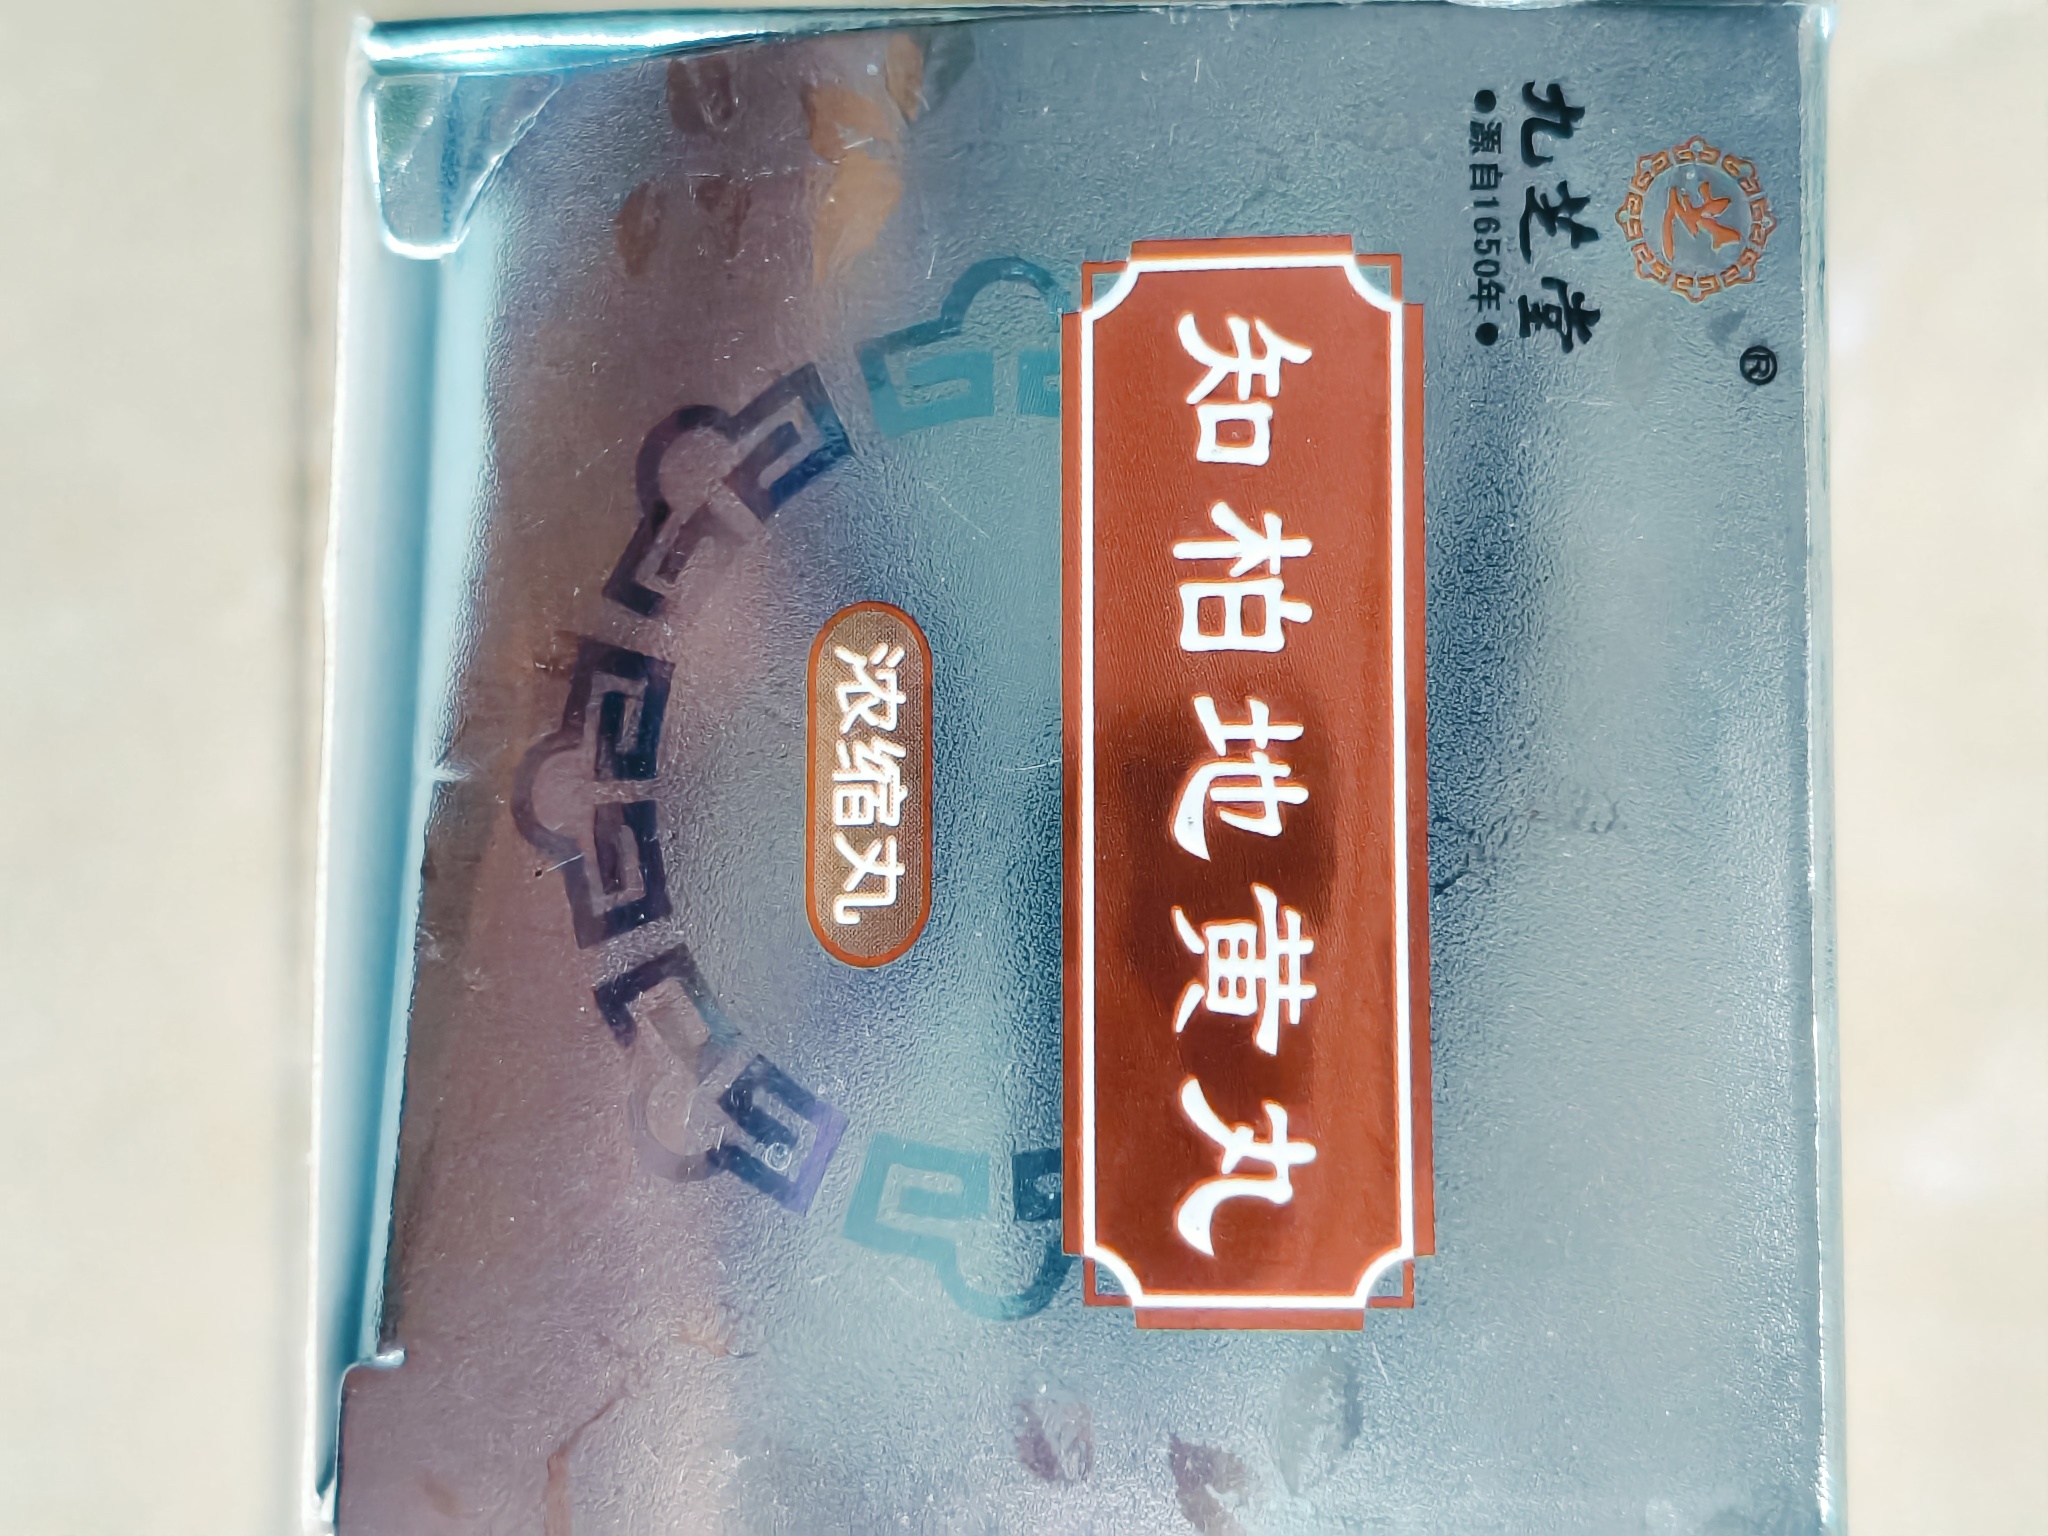 芝
®
九芝堂
●源自1650年●
知柏地黄丸
浓缩丸